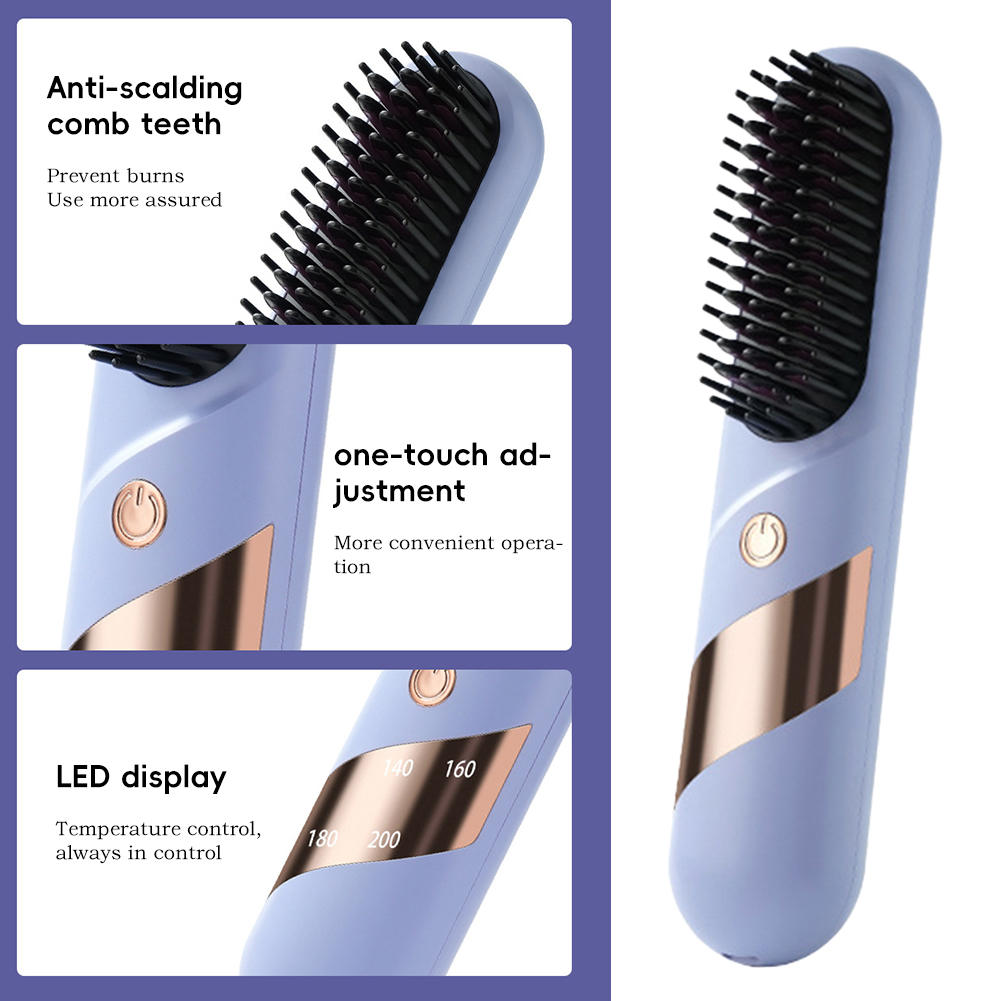 Anti-scalding
comb teeth
Prevent burns
Use more assured
one-touch ad-
justment
More convenient opera-
tion
LED display
Temperature control,
always in control
140 160
180 200